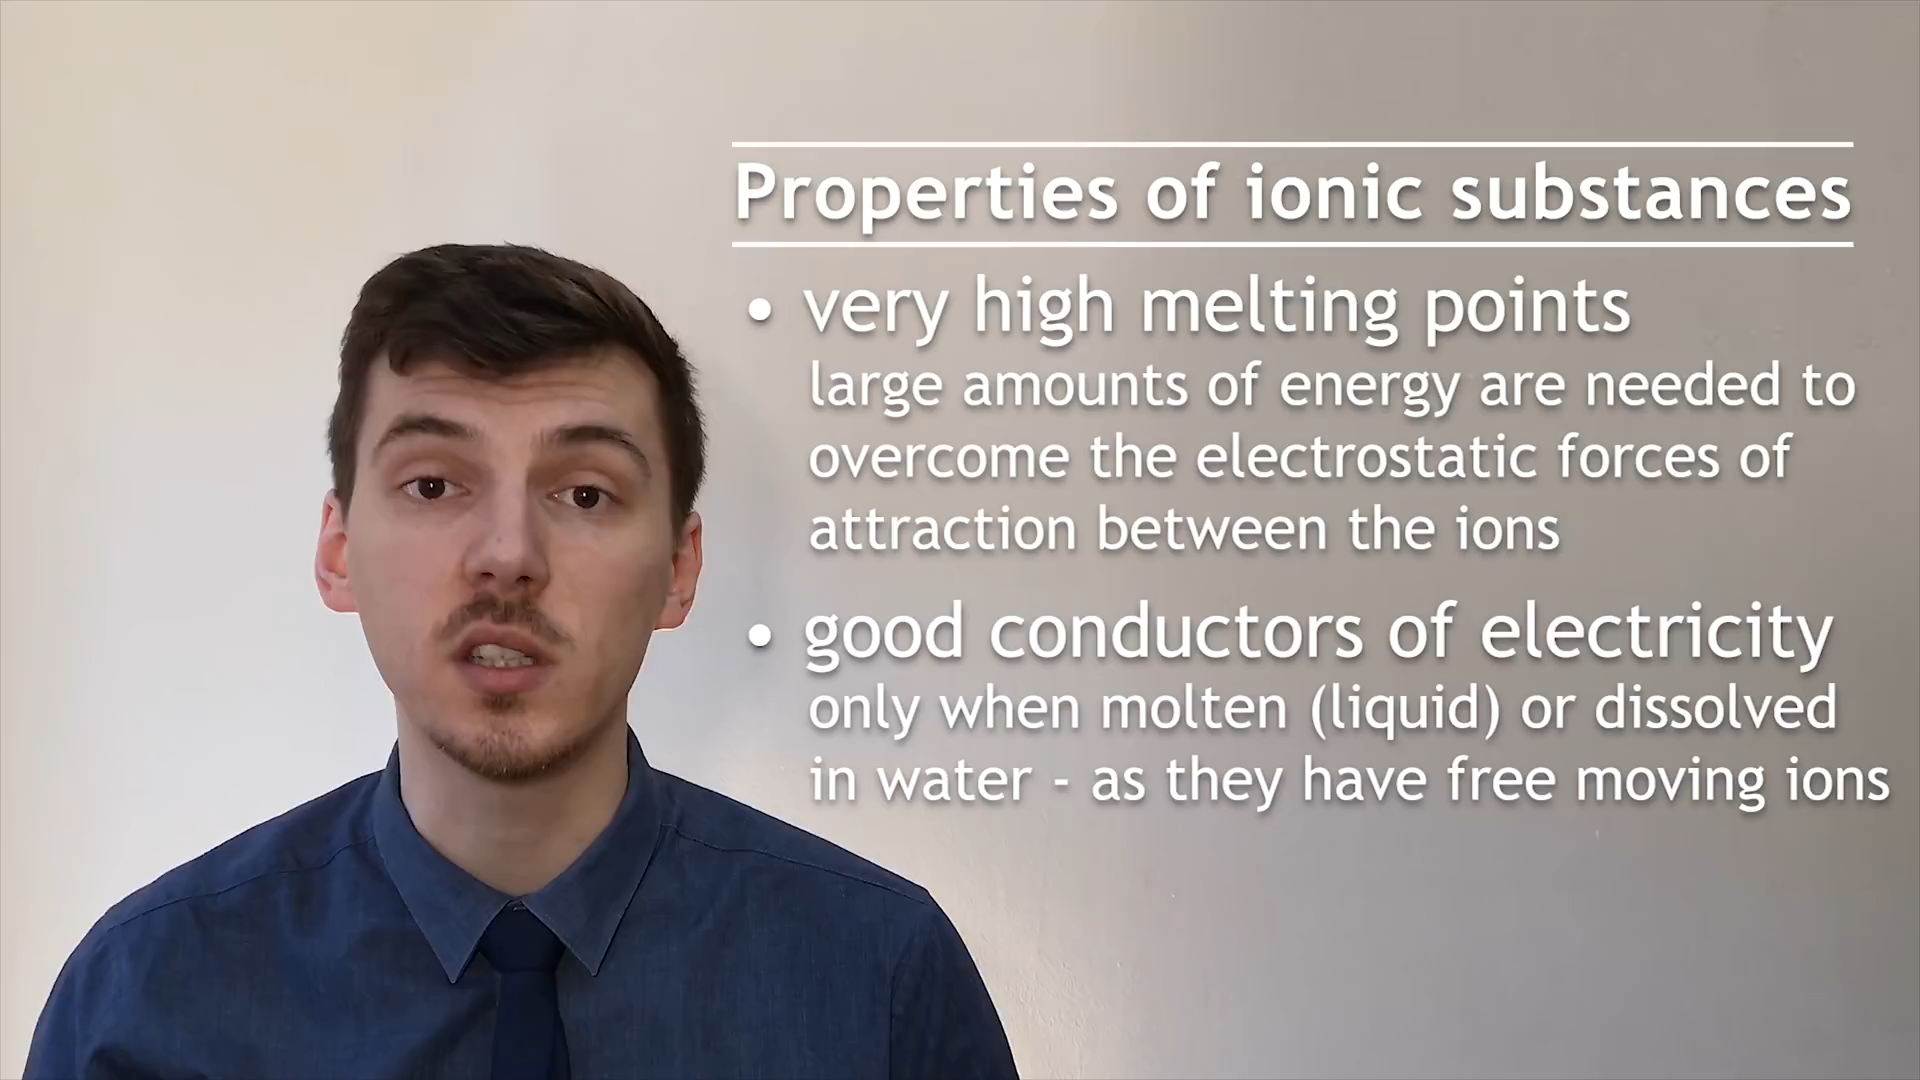 Properties of ionic substances
• very high melting points
large amounts of energy are needed to
overcome the electrostatic forces of
attraction between the ions
• good conductors of electricity
only when molten (liquid) or dissolved
in water - as they have free moving ions